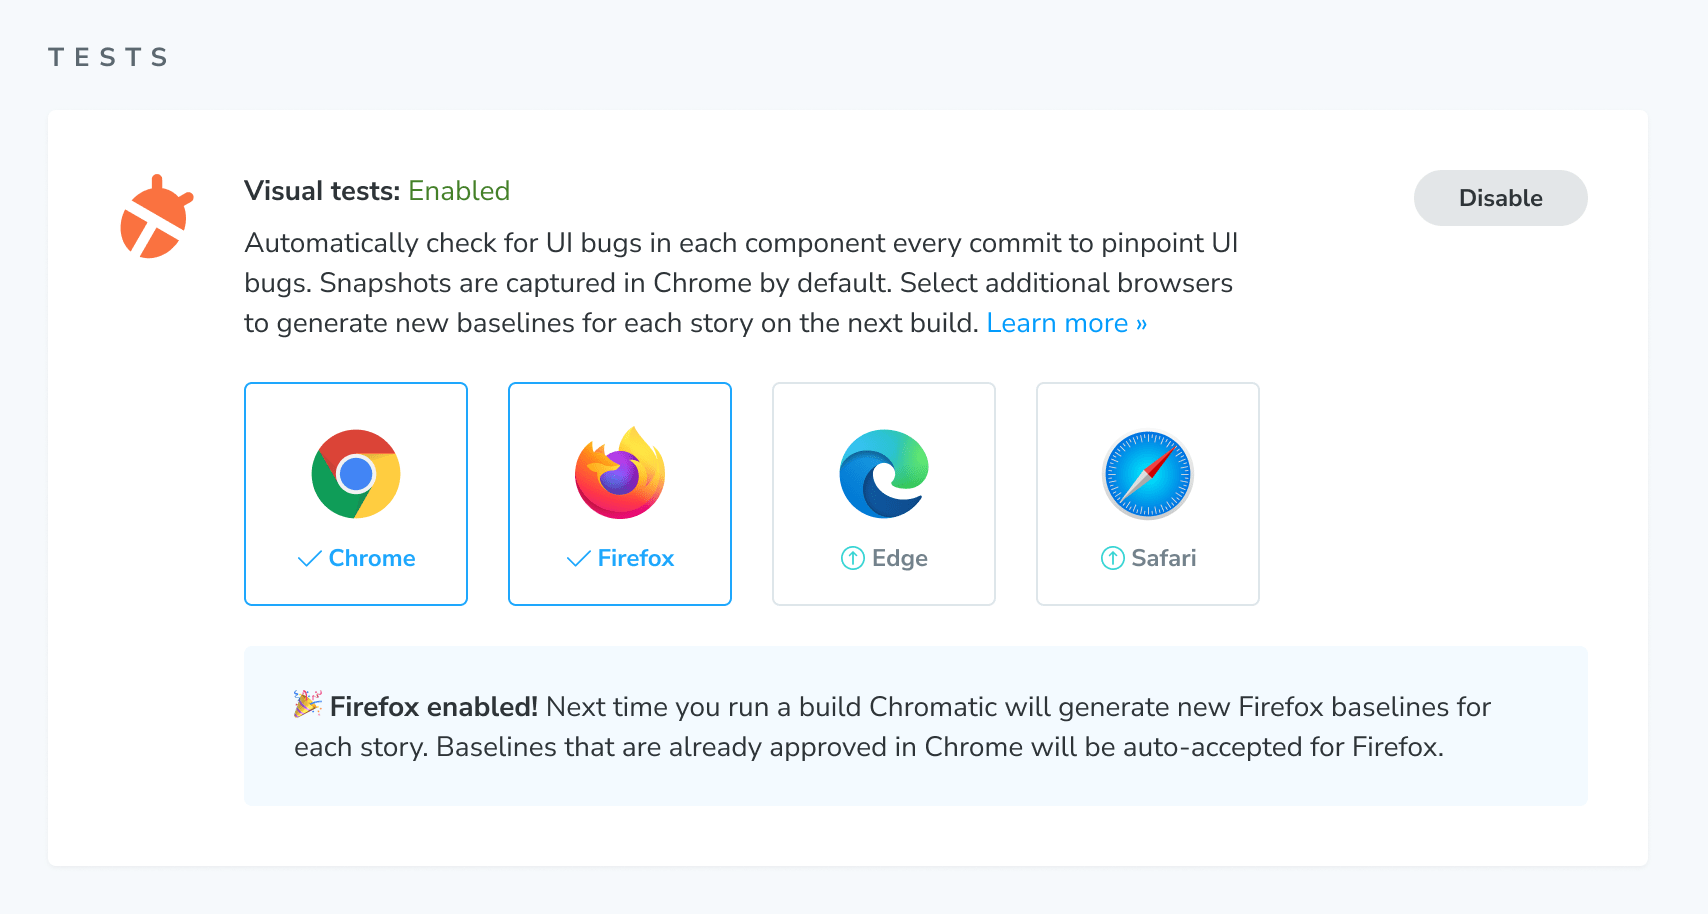 TESTS
Visual tests: Enabled
Disable
Automatically check for UI bugs in each component every commit to pinpoint UI
bugs. Snapshots are captured in Chrome by default. Select additional browsers
to generate new baselines for each story on the next build. Learn more »
Chrome
Firefox
Edge
Safari
🎉 Firefox enabled! Next time you run a build Chromatic will generate new Firefox baselines for
each story. Baselines that are already approved in Chrome will be auto-accepted for Firefox.